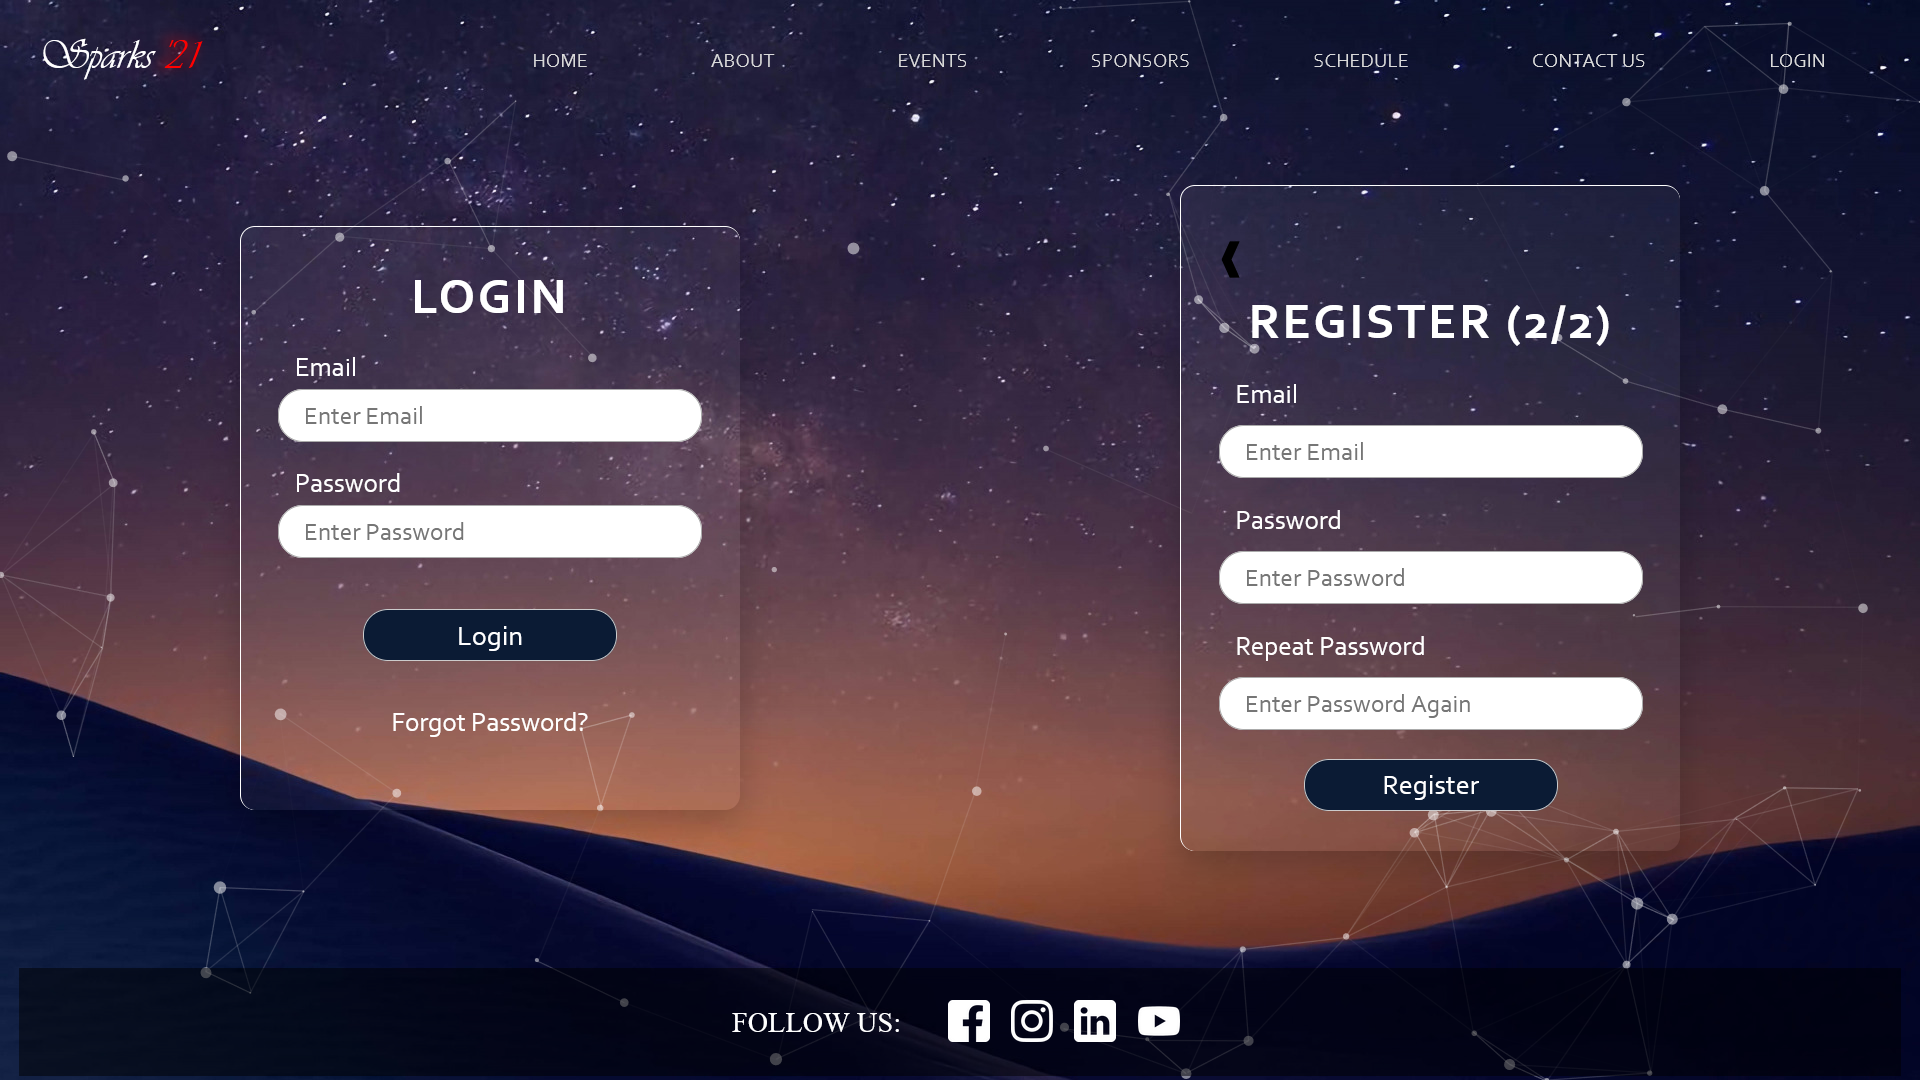 Sparks '21
HOME
ABOUT
EVENTS
SPONSORS
SCHEDULE
CONTACT US
LOGIN
LOGIN
Email
Enter Email
Password
Enter Password
Login
Forgot Password?
REGISTER (2/2)
Email
Enter Email
Password
Enter Password
Repeat Password
Enter Password Again
Register
FOLLOW US: